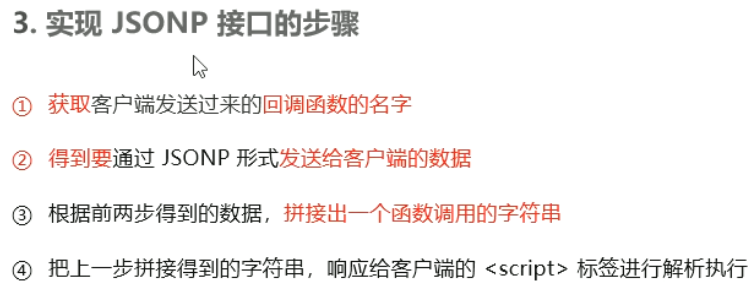 3. 实现 JSONP 接口的步骤
① 获取客户端发送过来的回调函数的名字
② 得到要通过 JSONP 形式发送给客户端的数据
③ 根据前两步得到的数据，拼接出一个函数调用的字符串
④ 把上一步拼接得到的字符串，响应给客户端的 <script> 标签进行解析执行